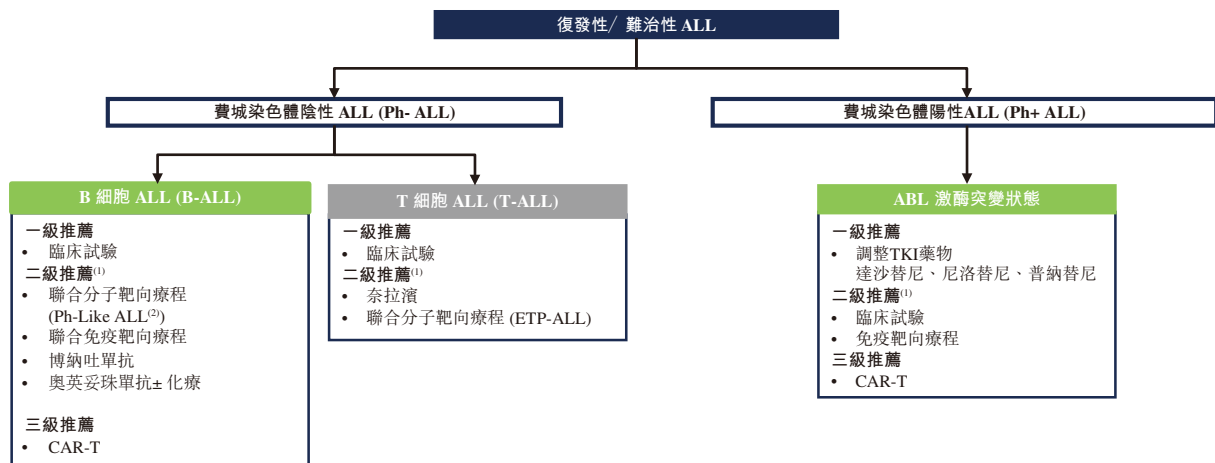 復發性/ 難治性 ALL
費城染色體陰性 ALL (Ph- ALL)
費城染色體陽性ALL (Ph+ ALL)
B 細胞 ALL (B-ALL)
一級推薦
• 臨床試驗
二級推薦(1)
• 聯合分子靶向療程
(Ph-Like ALL(2))
• 聯合免疫靶向療程
• 博納吐單抗
• 奧英妥珠單抗± 化療
三級推薦
• CAR-T
T 細胞 ALL (T-ALL)
一級推薦
• 臨床試驗
二級推薦(1)
• 奈拉濱
• 聯合分子靶向療程 (ETP-ALL)
ABL 激酶突變狀態
一級推薦
• 調整TKI藥物
達沙替尼、尼洛替尼、普納替尼
二級推薦(1)
• 臨床試驗
• 免疫靶向療程
三級推薦
• CAR-T